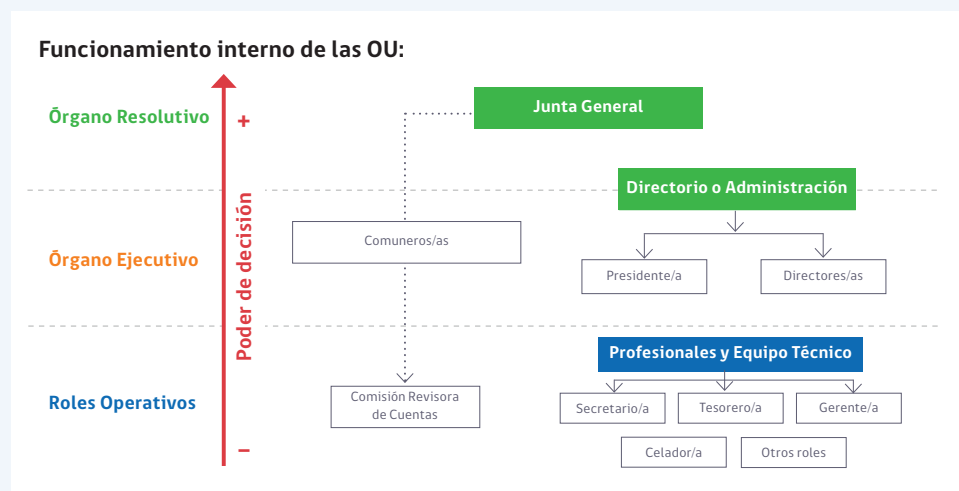 Funcionamiento interno de las OU:
Órgano Resolutivo
+
Junta General
Directorio o Administración
Poder de decisión
Órgano Ejecutivo
Comuneros/as
Presidente/a
Directores/as
Profesionales y Equipo Técnico
Roles Operativos
Comisión Revisora
de Cuentas
Secretario/a
Tesorero/a
Gerente/a
Celador/a
Otros roles
–